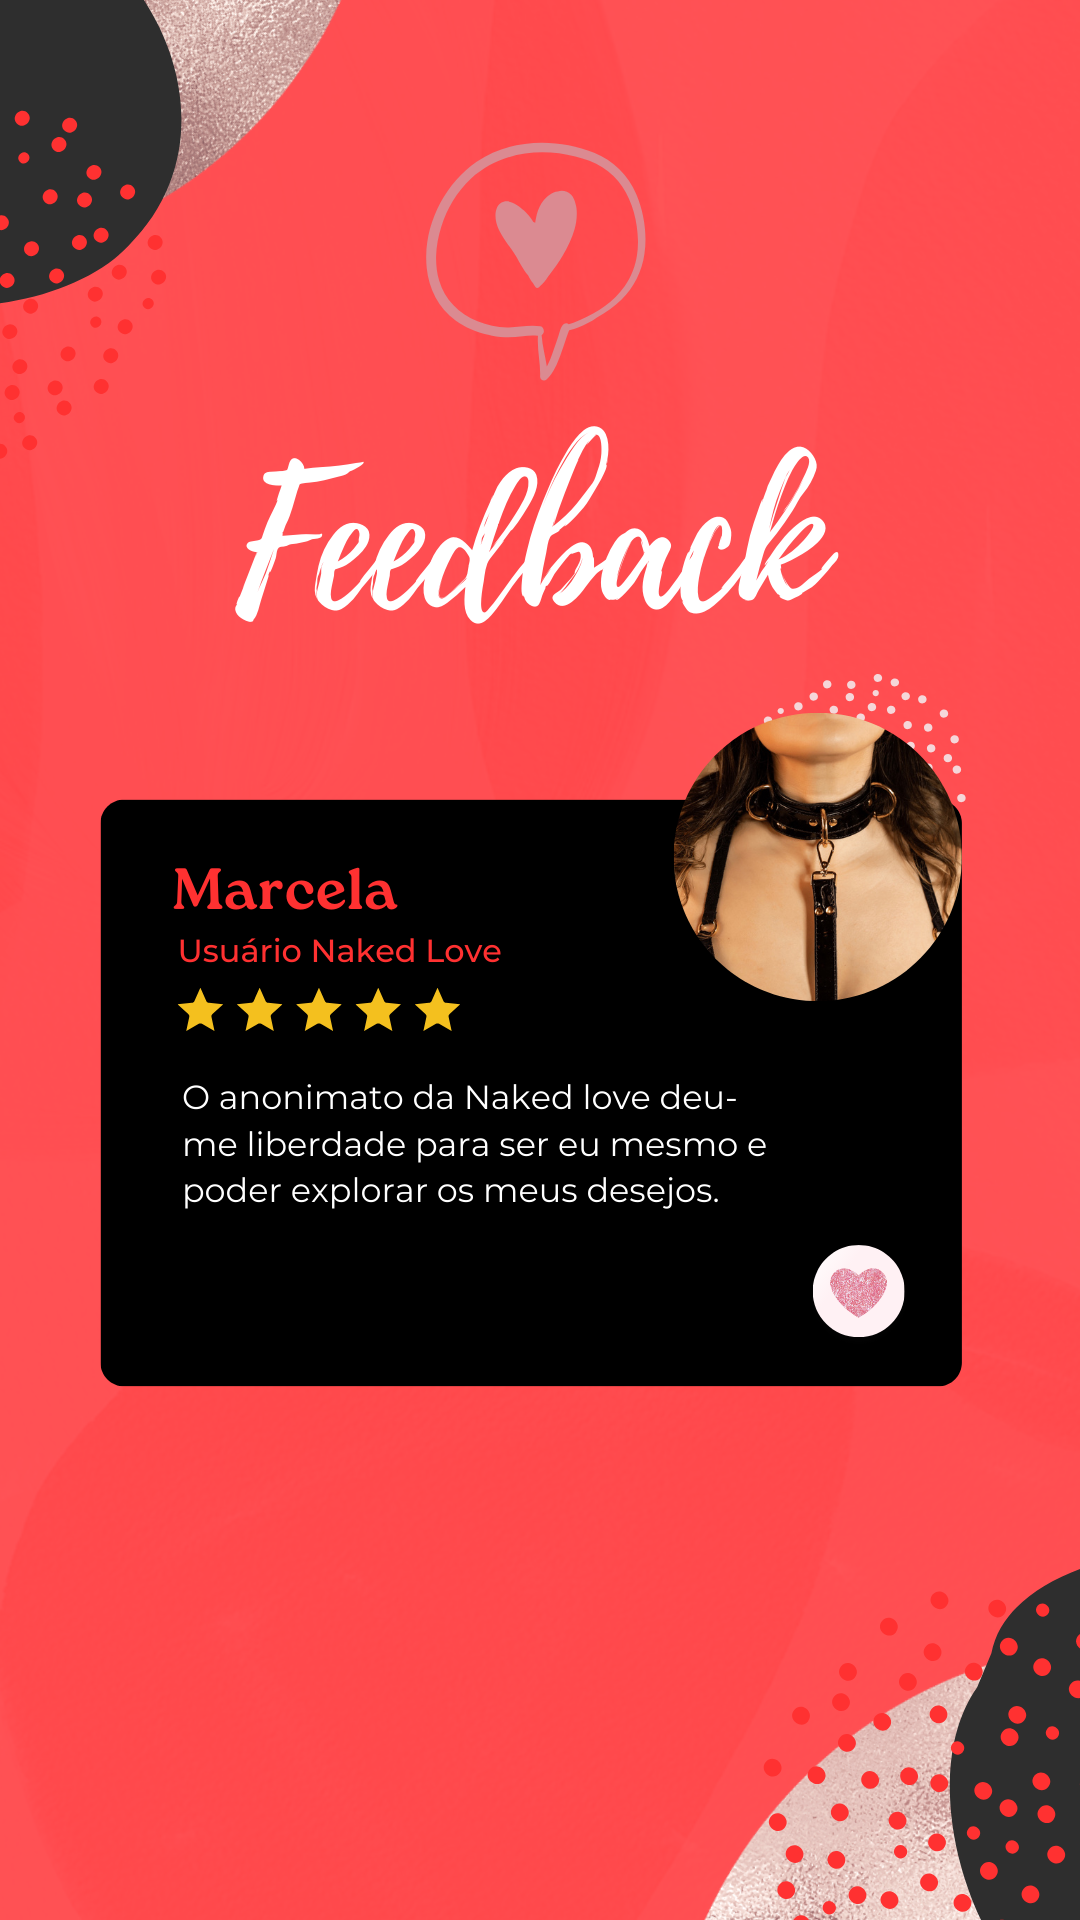 Feedback
Marcela
Usuário Naked Love
O anonimato da Naked love deu-
me liberdade para ser eu mesmo e
poder explorar os meus desejos.